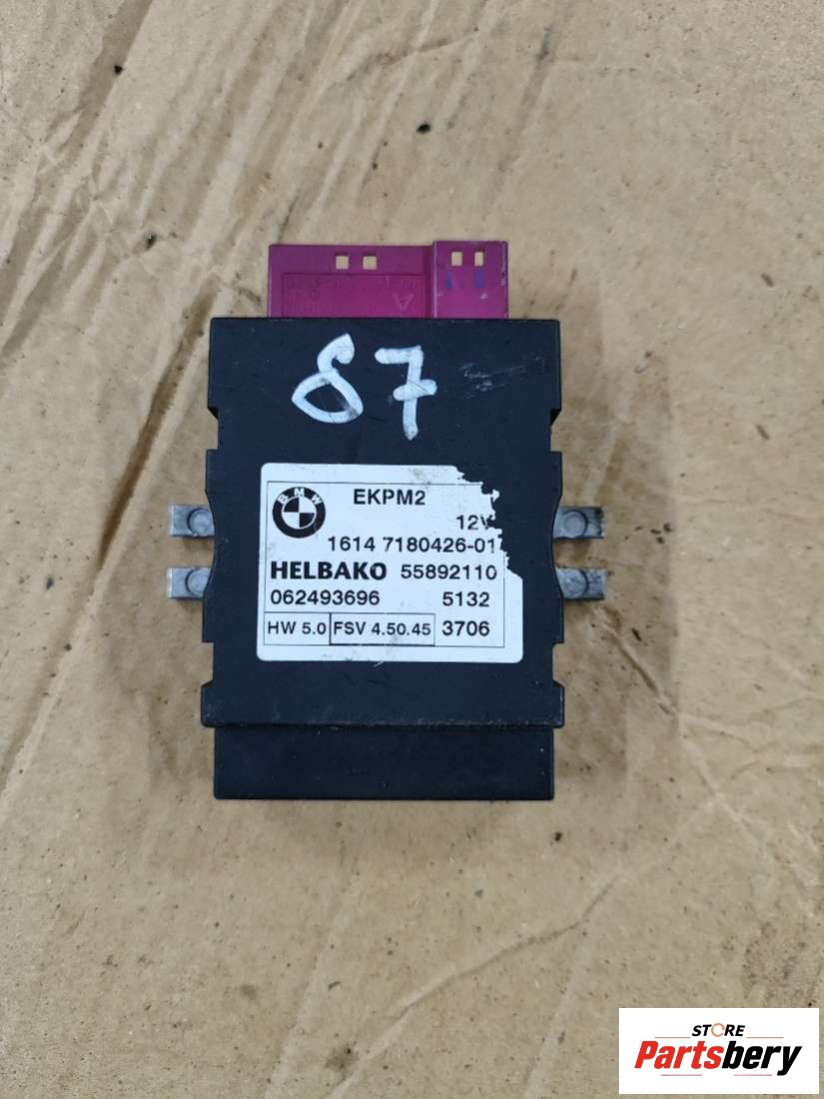 87
BMW
EKPM2
12V
1614 7180426-01
HELBAKO 55892110
062493696 5132
HW 5.0 FSV 4.50.45 3706
STORE
Partsbery